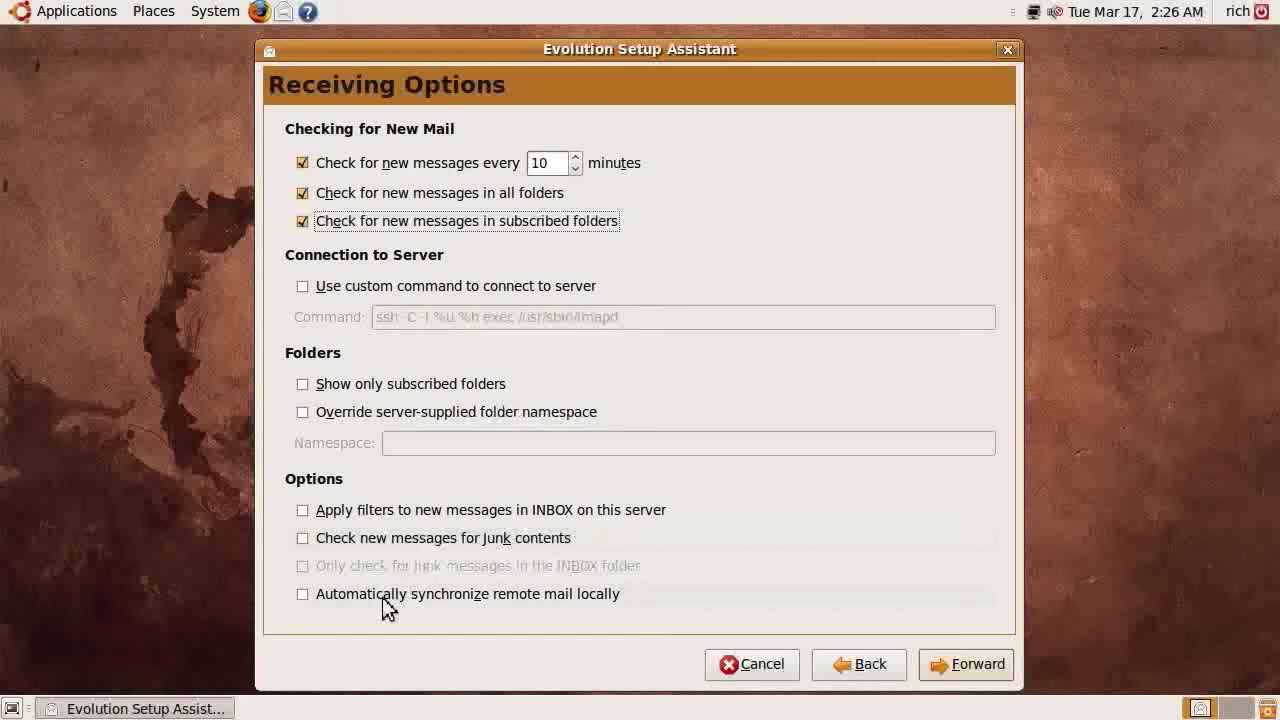 Applications Places System Tue Mar 17, 2:26 AM rich
Evolution Setup Assistant
Receiving Options
Checking for New Mail
Check for new messages every 10 minutes
Check for new messages in all folders
Check for new messages in subscribed folders
Connection to Server
Use custom command to connect to server
Command: ssh -C -l %u %h exec /usr/sbin/imapd
Folders
Show only subscribed folders
Override server-supplied folder namespace
Namespace:
Options
Apply filters to new messages in INBOX on this server
Check new messages for Junk contents
Only check for Junk messages in the INBOX folder
Automatically synchronize remote mail locally
Cancel Back Forward
Evolution Setup Assist...